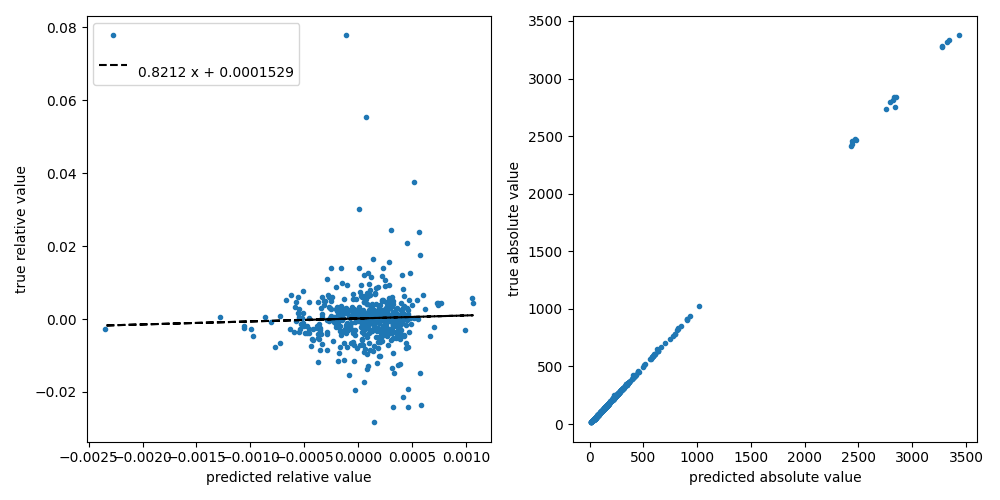 0.08
0.06
0.04
0.02
0.00
−0.02
true relative value
0.8212 x + 0.0001529
−0.0025 −0.0020 −0.0015 −0.0010 −0.0005 0.0000 0.0005 0.0010
predicted relative value
3500
3000
2500
2000
1500
1000
500
0
true absolute value
0 500 1000 1500 2000 2500 3000 3500
predicted absolute value